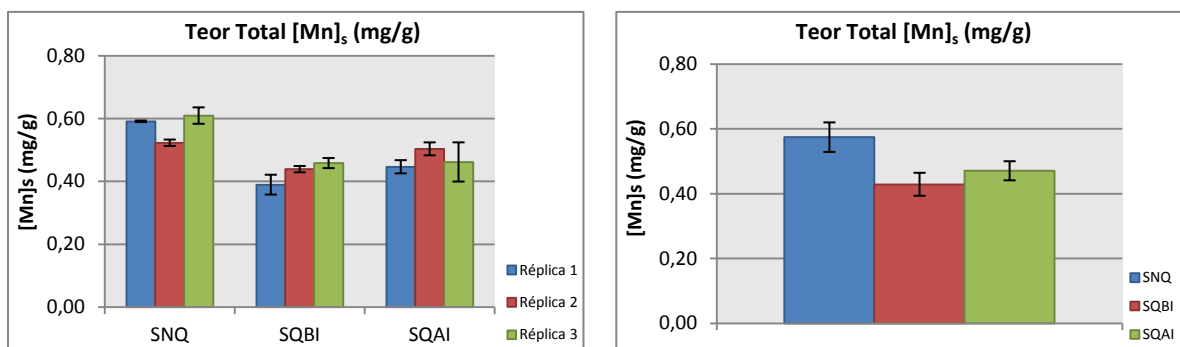 Teor Total [Mn]s (mg/g)
[Mn]s (mg/g)
0,80
0,60
0,40
0,20
0,00
SNQ
SQBI
SQAI
Réplica 1
Réplica 2
Réplica 3
Teor Total [Mn]s (mg/g)
[Mn]s (mg/g)
0,80
0,60
0,40
0,20
0,00
SNQ
SQBI
SQAI